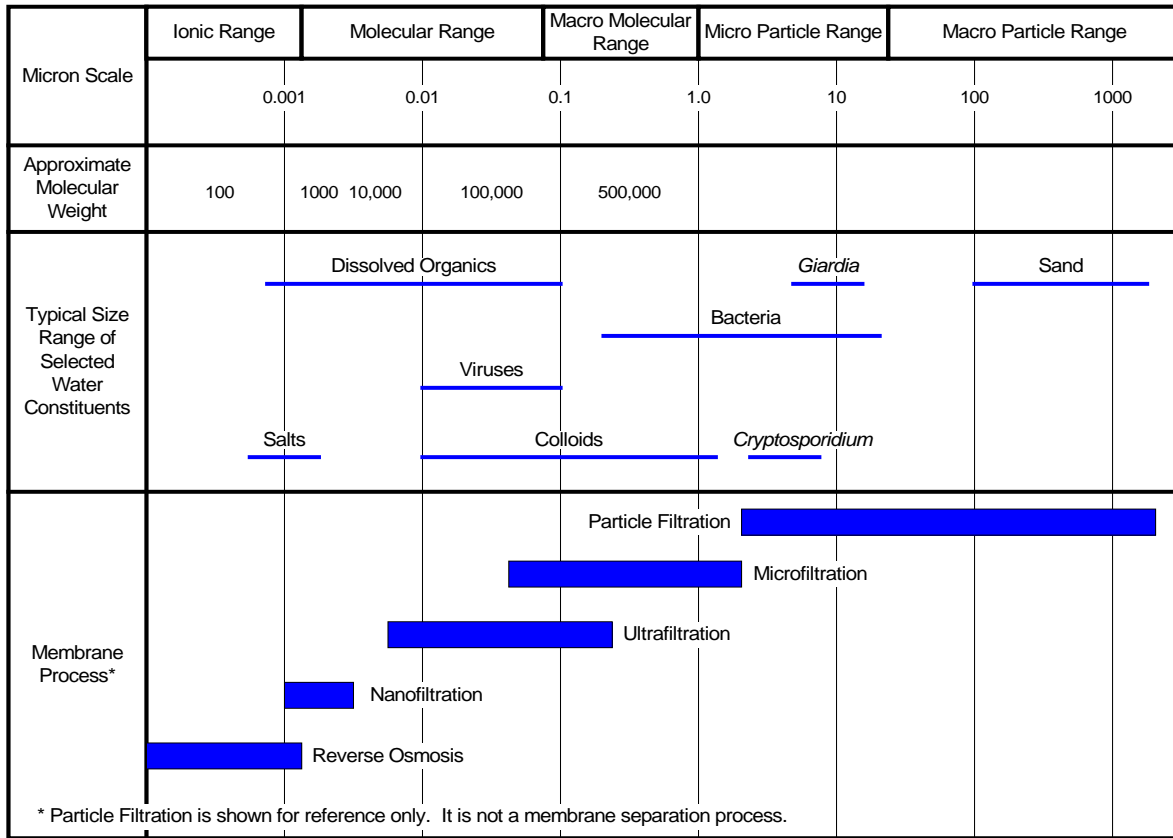 Ionic Range
Molecular Range
Macro Molecular
Range
Micro Particle Range
Macro Particle Range
Micron Scale
0.001
0.01
0.1
1.0
10
100
1000
Approximate
Molecular
Weight
100
1000
10,000
100,000
500,000
Typical Size
Range of
Selected
Water
Constituents
Dissolved Organics
Giardia
Sand
Bacteria
Viruses
Salts
Colloids
Cryptosporidium
Membrane
Process*
Particle Filtration
Microfiltration
Ultrafiltration
Nanofiltration
Reverse Osmosis
* Particle Filtration is shown for reference only. It is not a membrane separation process.